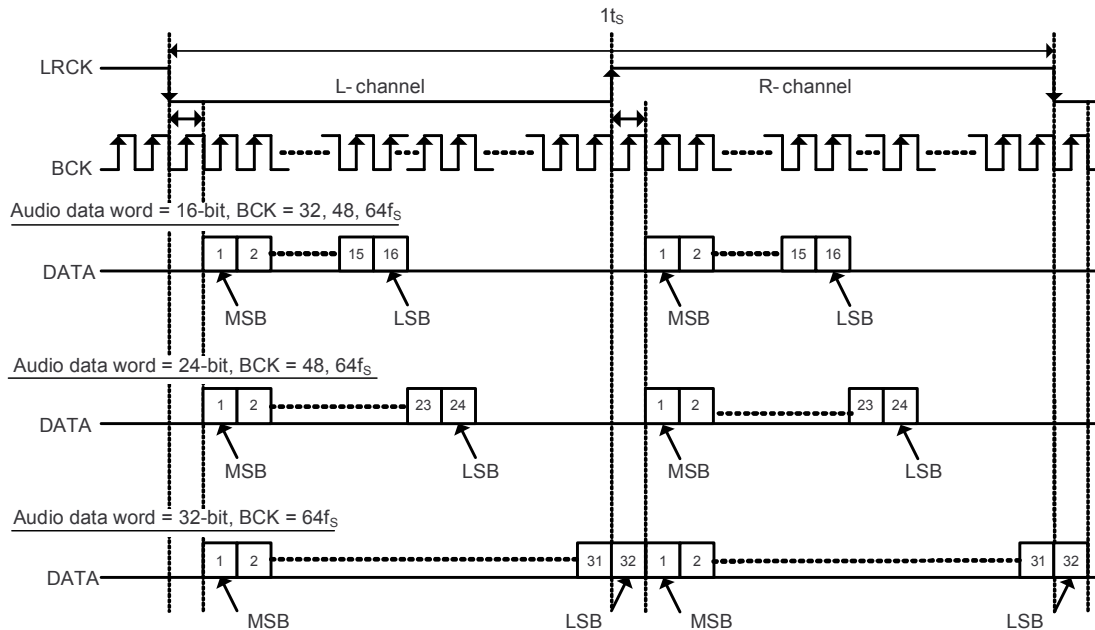 1tS
LRCK
L- channel
R- channel
BCK
Audio data word = 16-bit, BCK = 32, 48, 64fS
DATA
1 2 15 16 1 2 15 16
MSB LSB MSB LSB
Audio data word = 24-bit, BCK = 48, 64fS
DATA
1 2 23 24 1 2 23 24
MSB LSB MSB LSB
Audio data word = 32-bit, BCK = 64fS
DATA
1 2 31 32 1 2 31 32
MSB LSB MSB LSB